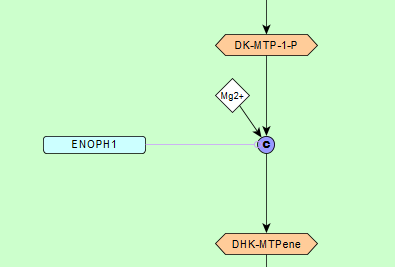 DK-MTP-1-P
Mg2+
ENOPH1
C
DHK-MTPene